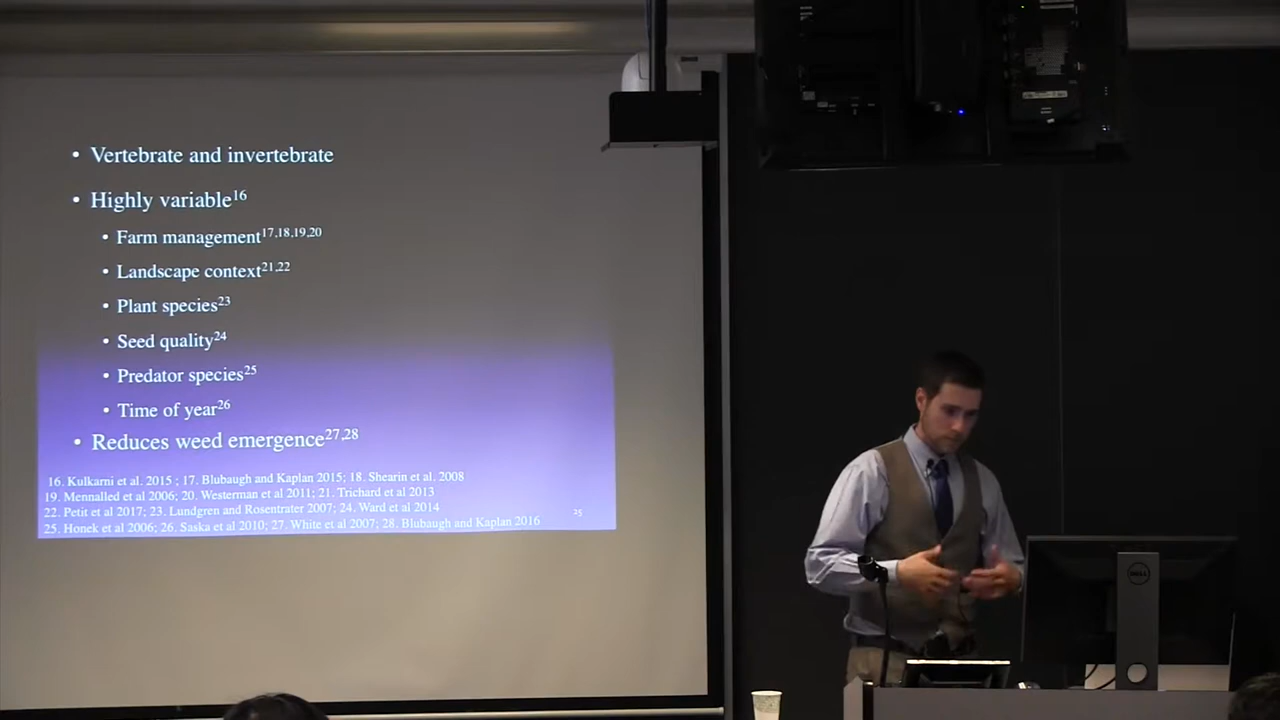 • Vertebrate and invertebrate
• Highly variable16
• Farm management17,18,19,20
• Landscape context21,22
• Plant species23
• Seed quality24
• Predator species25
• Time of year26
• Reduces weed emergence27,28
16. Kulkarni et al. 2015 ; 17. Blubaugh and Kaplan 2015; 18. Shearin et al. 2008
19. Mennalled et al 2006; 20. Westerman et al 2011; 21. Trichard et al 2013
22. Petit et al 2017; 23. Lundgren and Rosentrater 2007; 24. Ward et al 2014
25. Honek et al 2006; 26. Saska et al 2010; 27. White et al 2007; 28. Blubaugh and Kaplan 2016
25
DELL